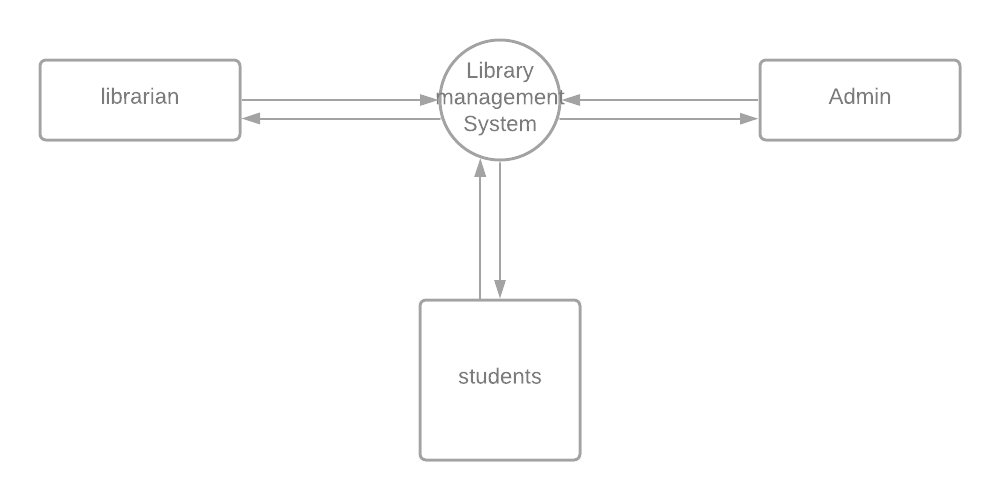 librarian
Library
management
System
Admin
students